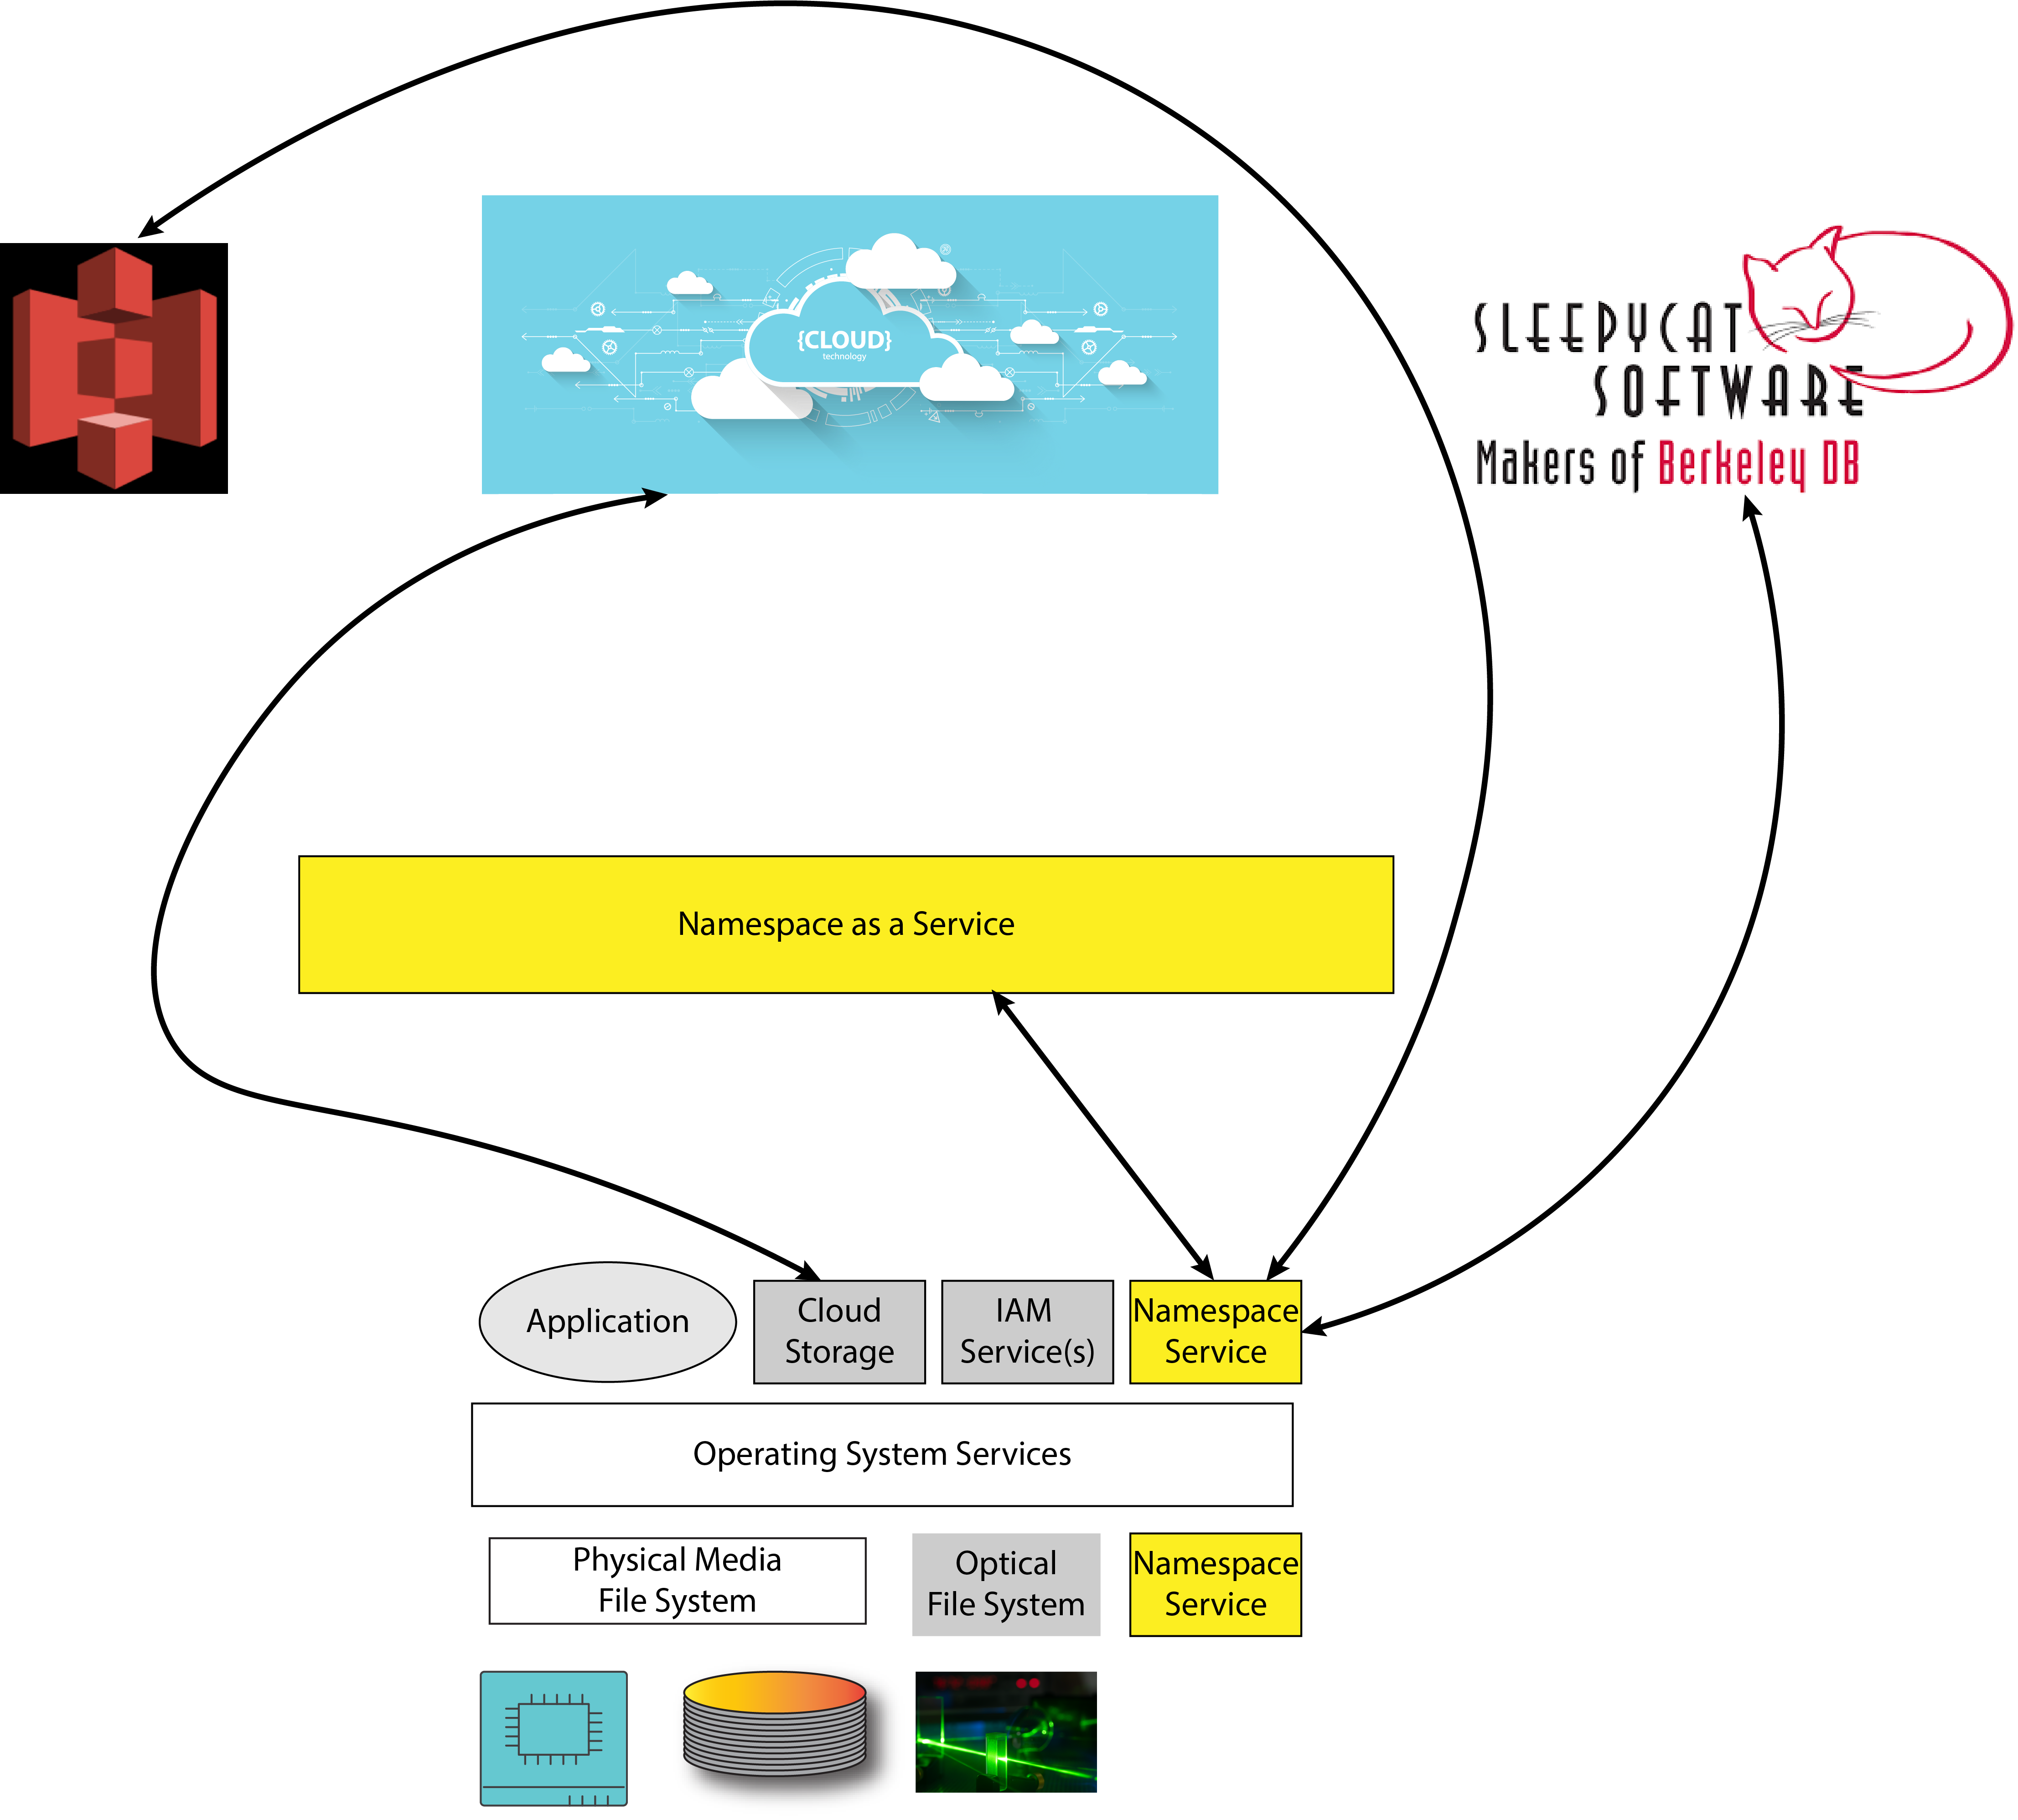 {CLOUD}
technology
SLEEPYCAT
SOFTWARE
Makers of Berkeley DB
Namespace as a Service
Application
Cloud
Storage
IAM
Service(s)
Namespace
Service
Operating System Services
Physical Media
File System
Optical
File System
Namespace
Service